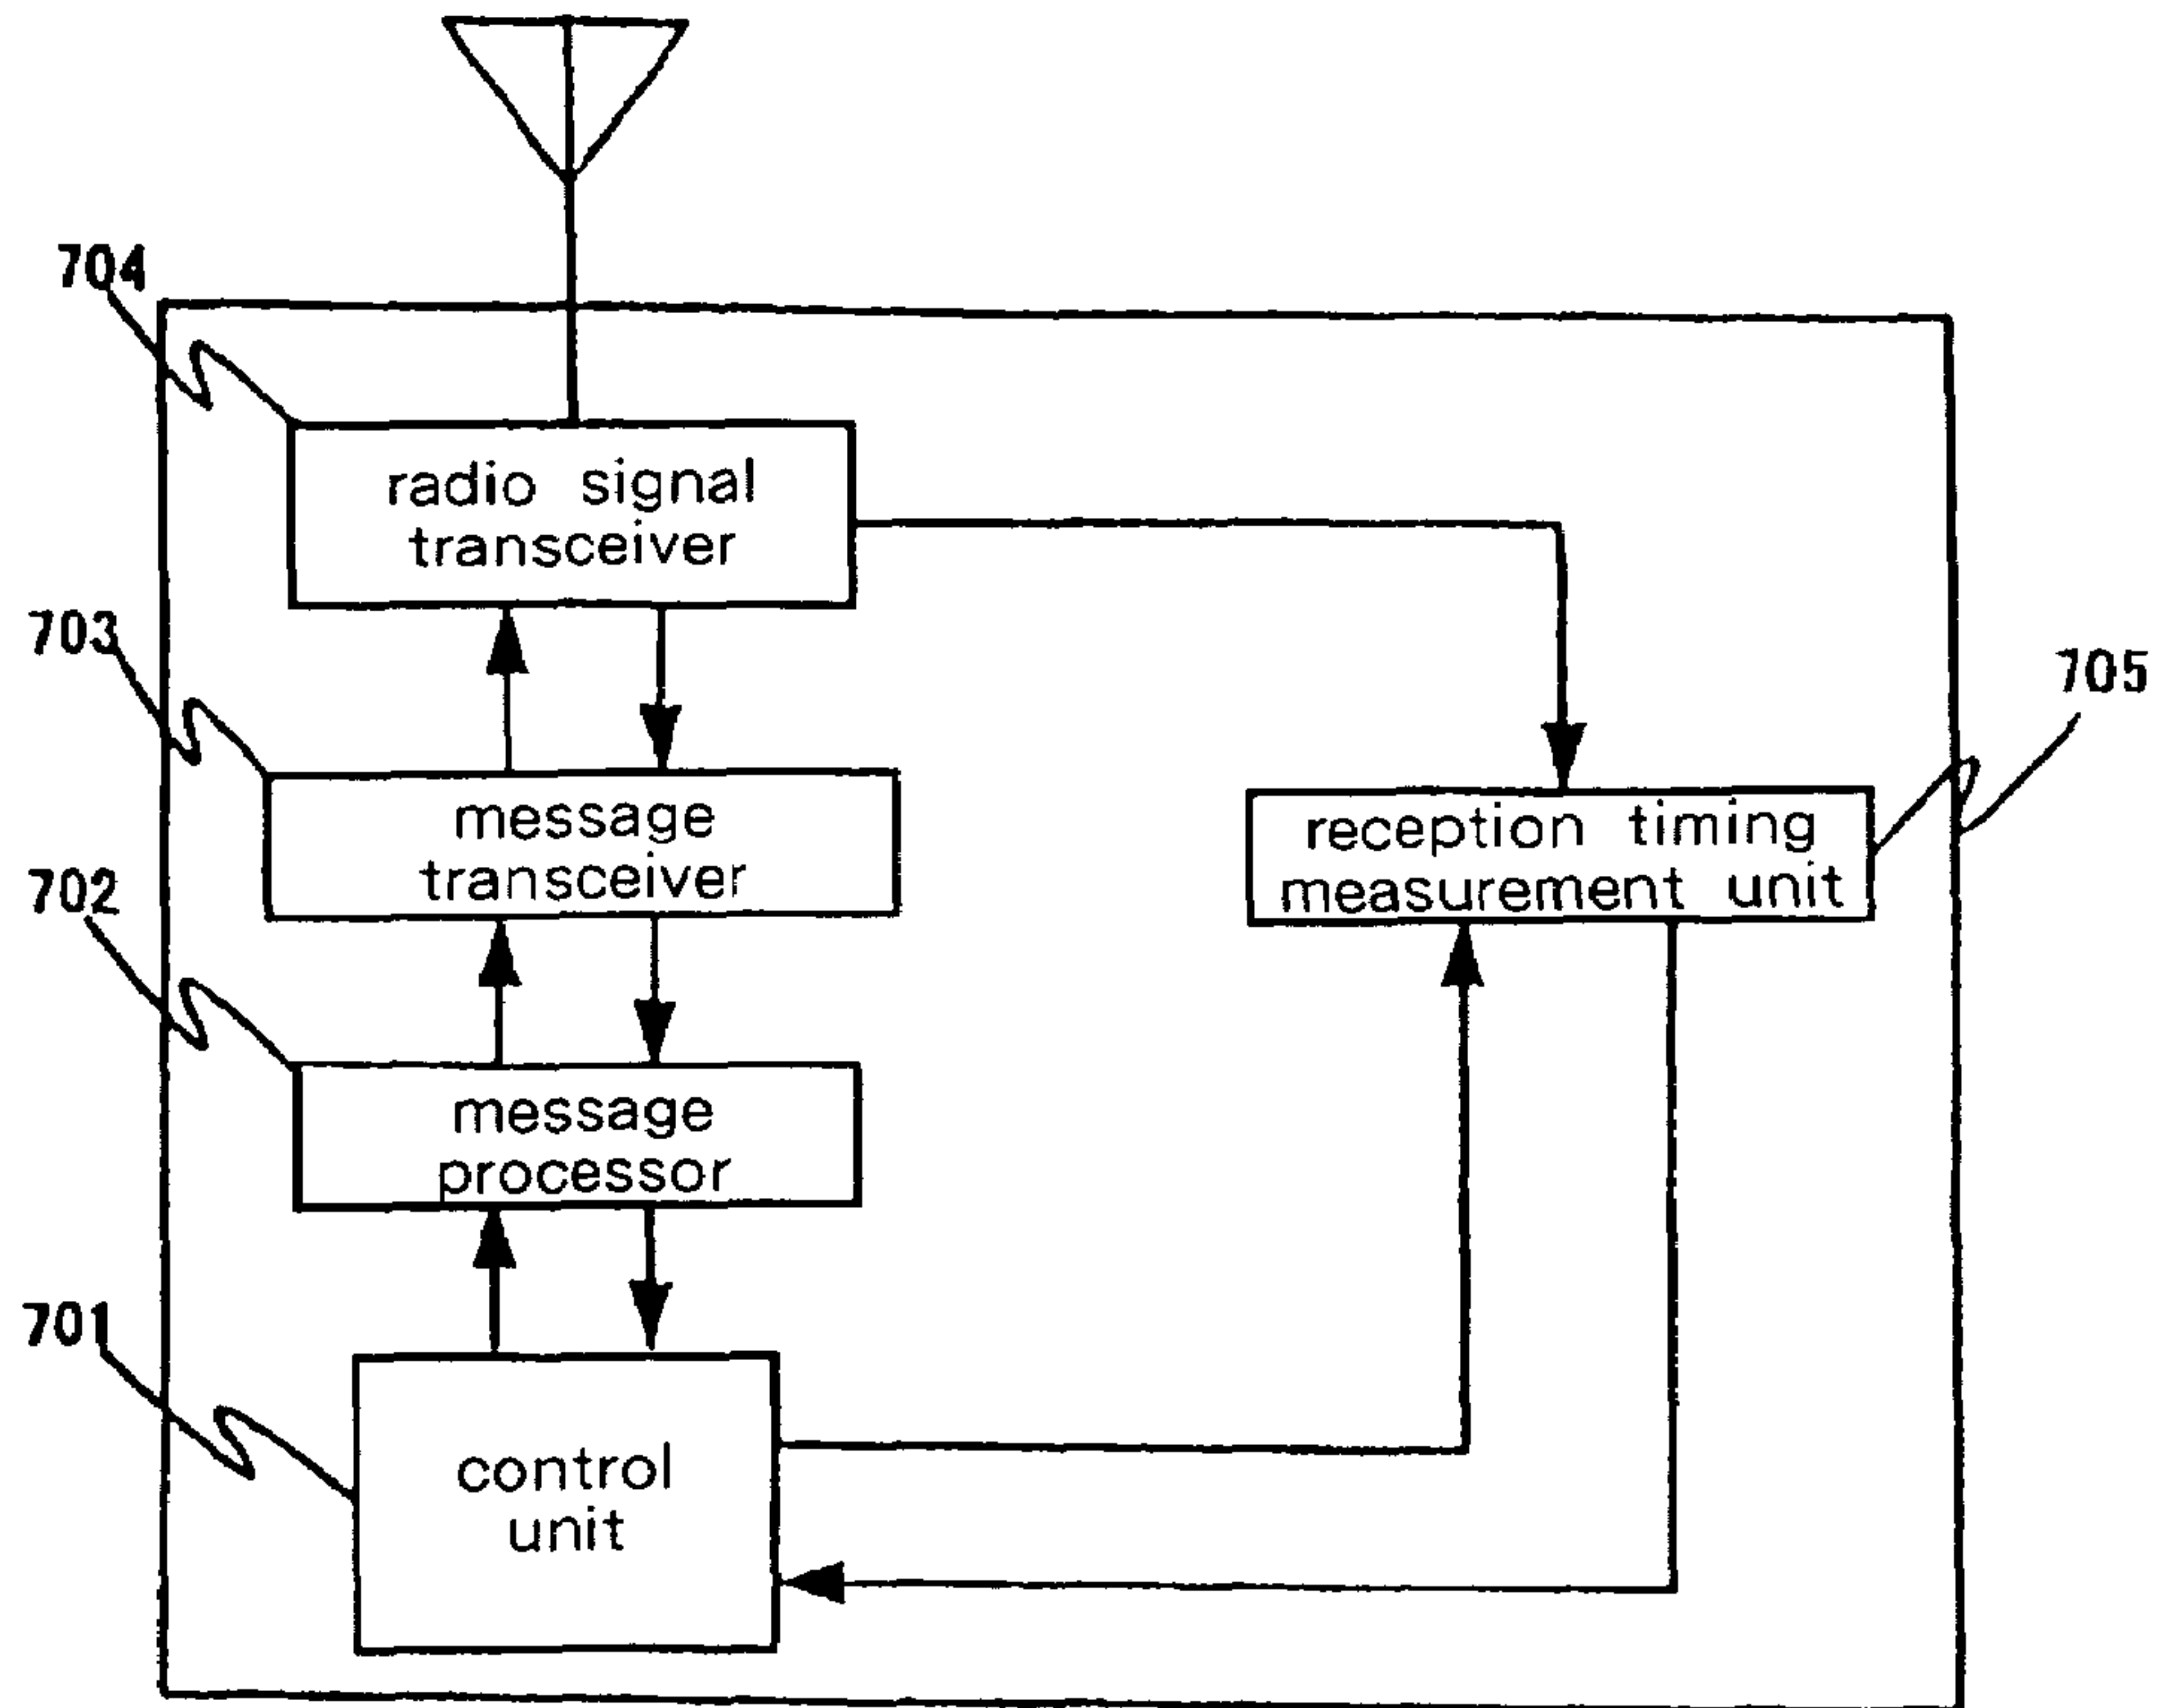 704
radio signal
transceiver
703
message
transceiver
705
reception timing
measurement unit
702
message
processor
701
control
unit